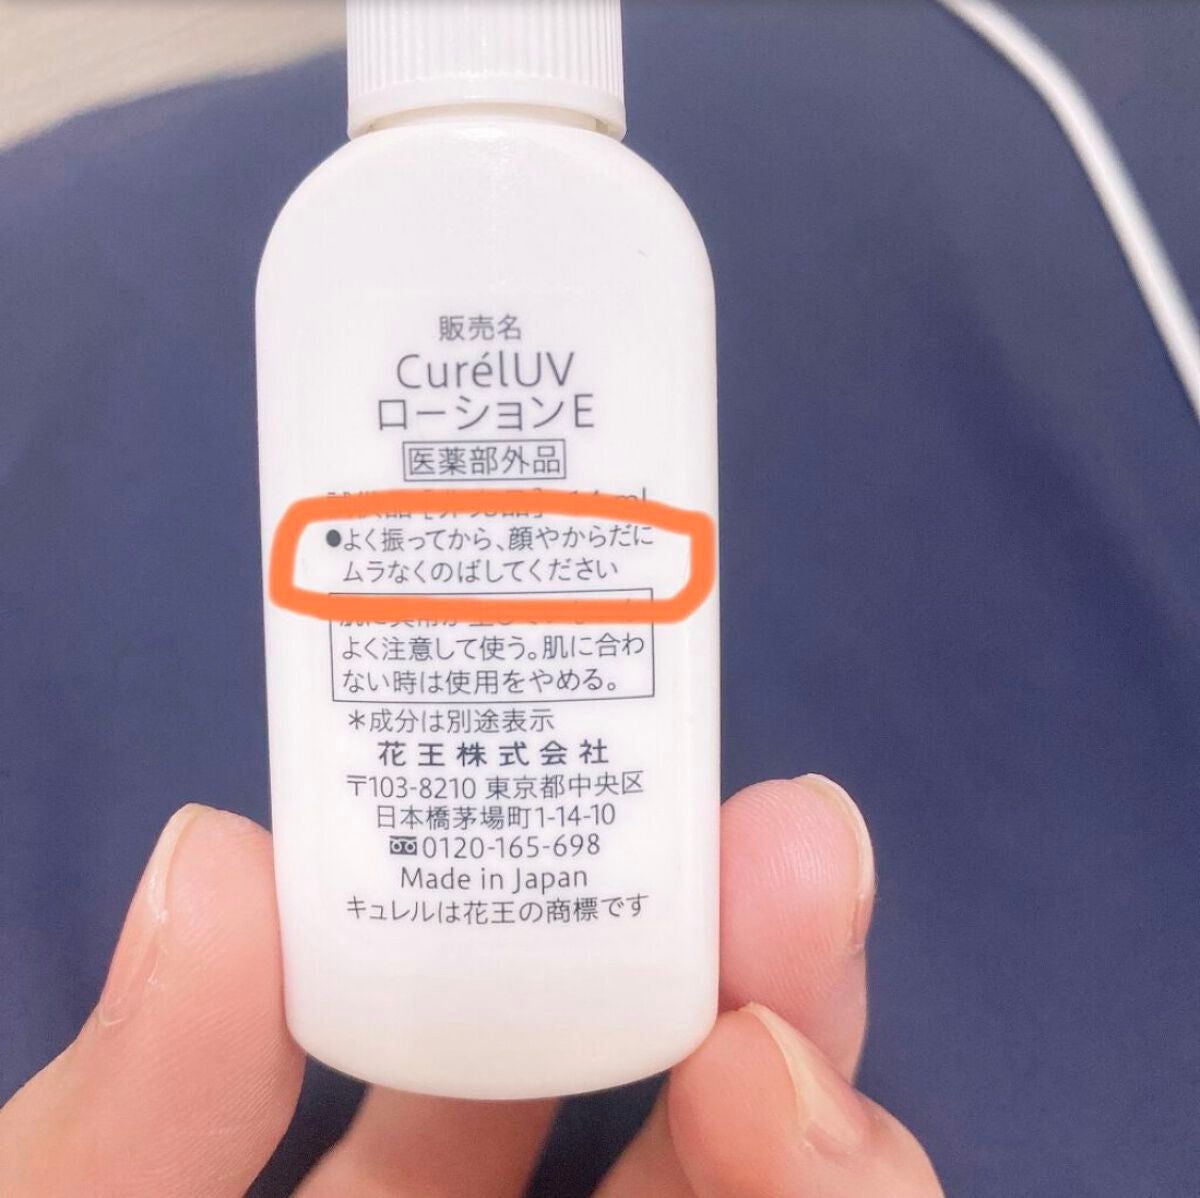 販売名
CurélUV
ローションE
医薬部外品
14ml
●よく振ってから、顔やからだに
ムラなくのばしてください
よく注意して使う。肌に合わ
ない時は使用をやめる。
＊成分は別途表示
花王株式会社
〒103-8210 東京都中央区
日本橋茅場町1-14-10
0120-165-698
Made in Japan
キュレルは花王の商標です